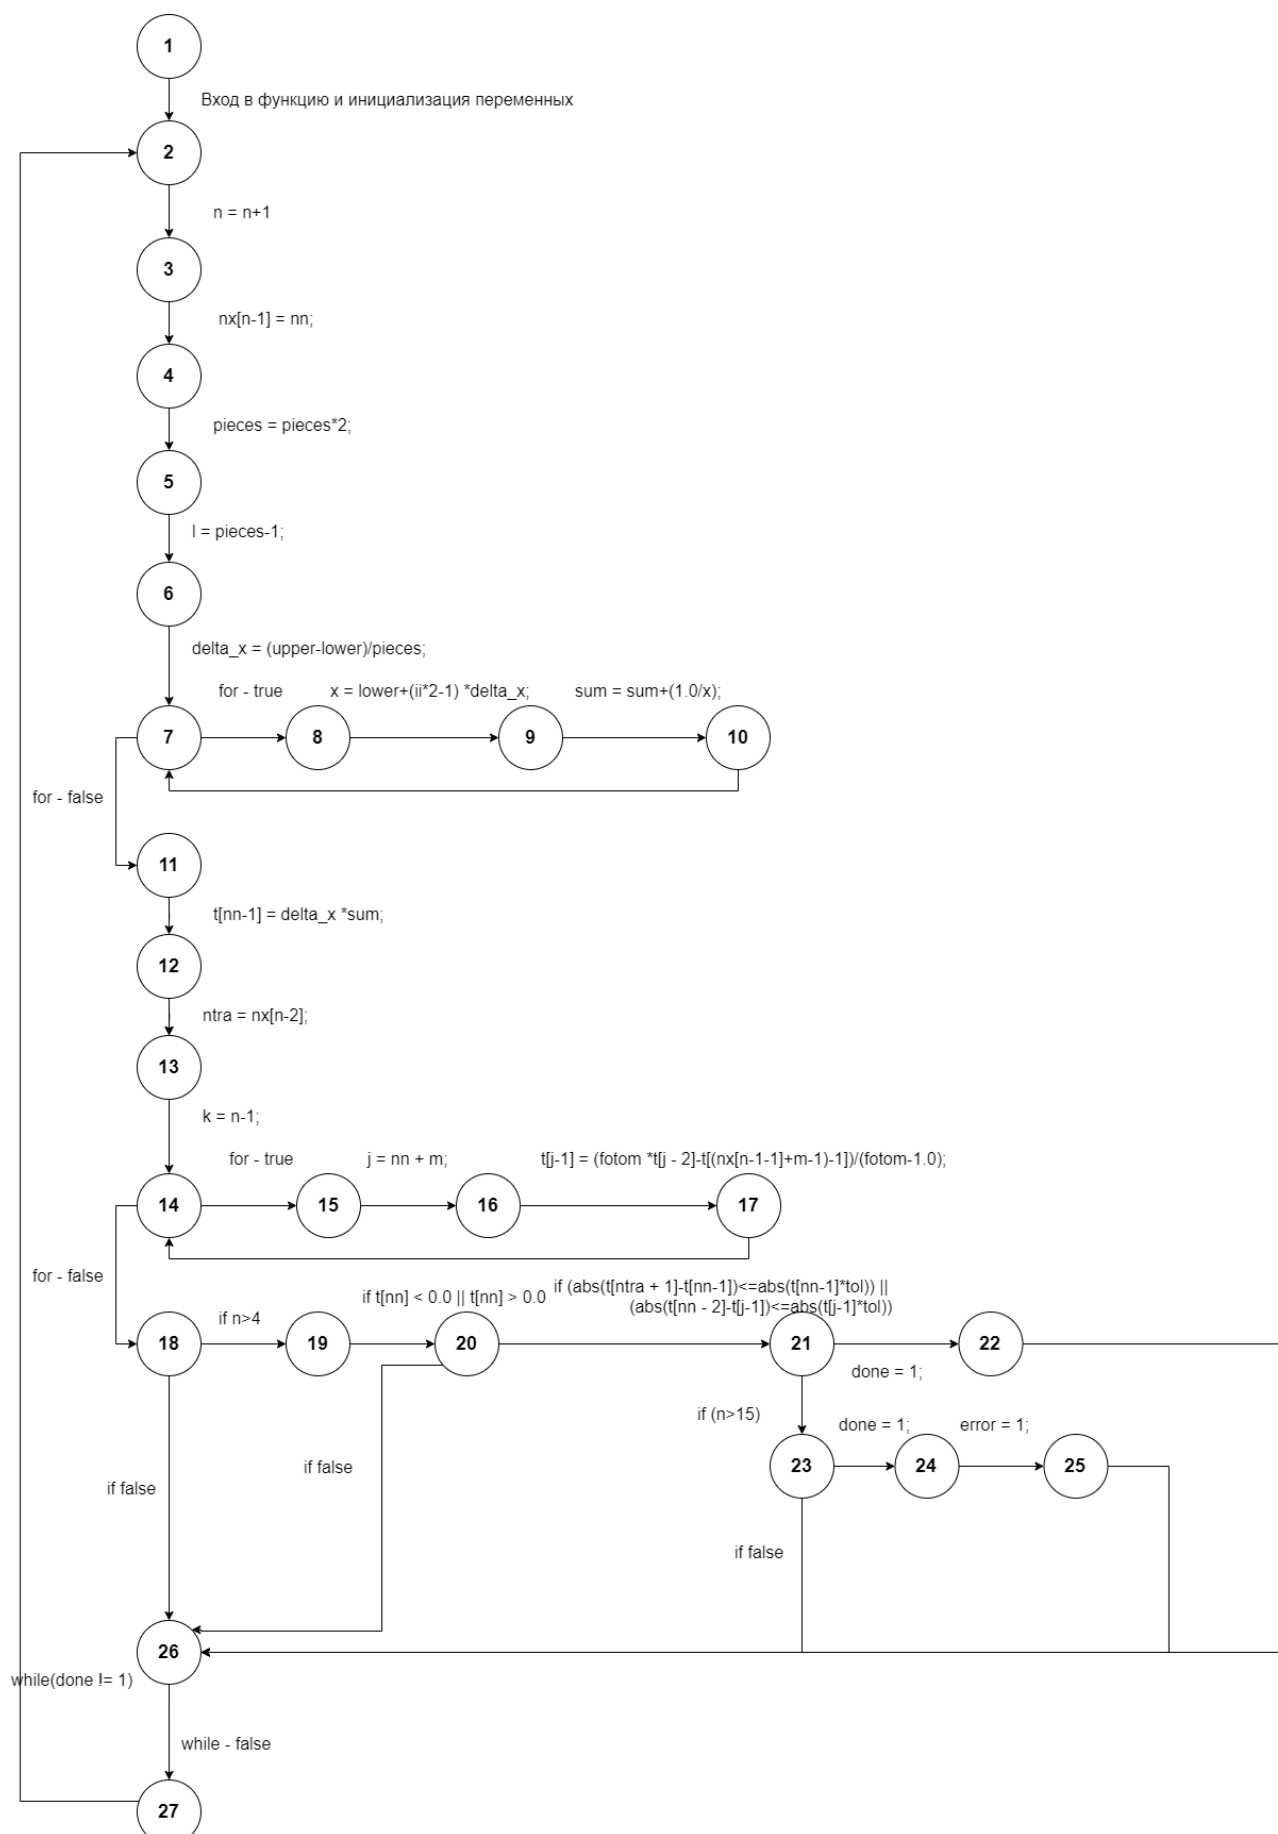 1
Вход в функцию и инициализация переменных
2
n = n+1
3
nx[n-1] = nn;
4
pieces = pieces*2;
5
l = pieces-1;
6
delta_x = (upper-lower)/pieces;
for - true
x = lower+(ii*2-1) *delta_x;
sum = sum+(1.0/x);
7
8
9
10
for - false
11
t[nn-1] = delta_x *sum;
12
ntra = nx[n-2];
13
k = n-1;
for - true
j = nn + m;
t[j-1] = (fotom *t[j - 2]-t[(nx[n-1-1]+m-1)-1])/(fotom-1.0);
14
15
16
17
for - false
if n>4
if t[nn] < 0.0 || t[nn] > 0.0
if (abs(t[ntra + 1]-t[nn-1])<=abs(t[nn-1]*tol)) ||
(abs(t[nn - 2]-t[j-1])<=abs(t[j-1]*tol))
18
19
20
21
22
done = 1;
if (n>15)
done = 1;
error = 1;
23
24
25
if false
if false
if false
26
while(done != 1)
while - false
27